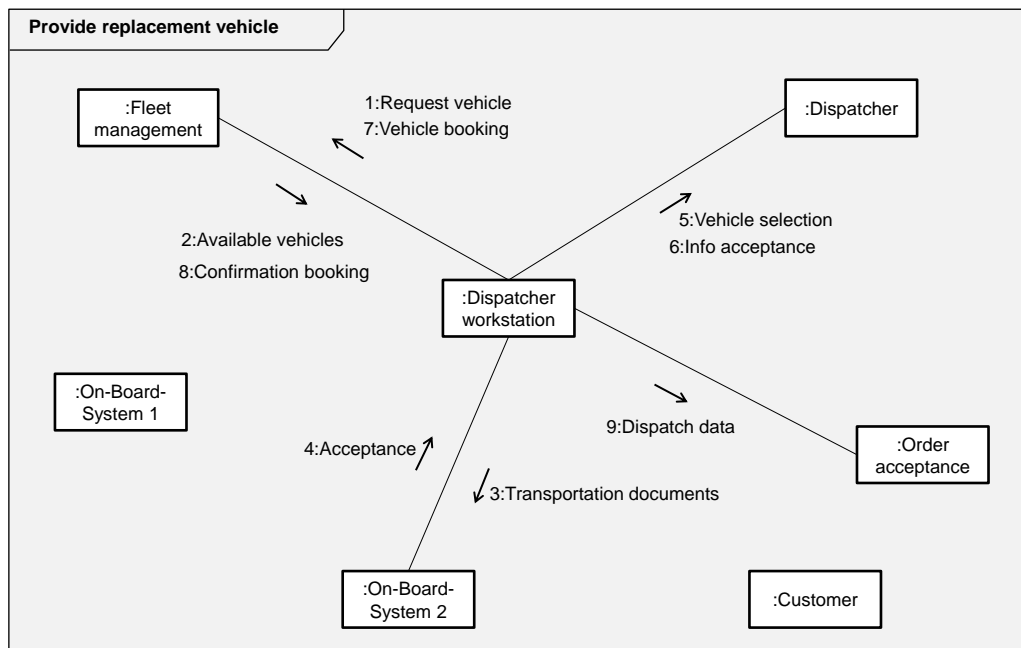 Provide replacement vehicle
:Fleet
management
1:Request vehicle
7:Vehicle booking
:Dispatcher
2:Available vehicles
8:Confirmation booking
5:Vehicle selection
6:Info acceptance
:Dispatcher
workstation
:On-Board-
System 1
4:Acceptance
9:Dispatch data
:Order
acceptance
3:Transportation documents
:On-Board-
System 2
:Customer